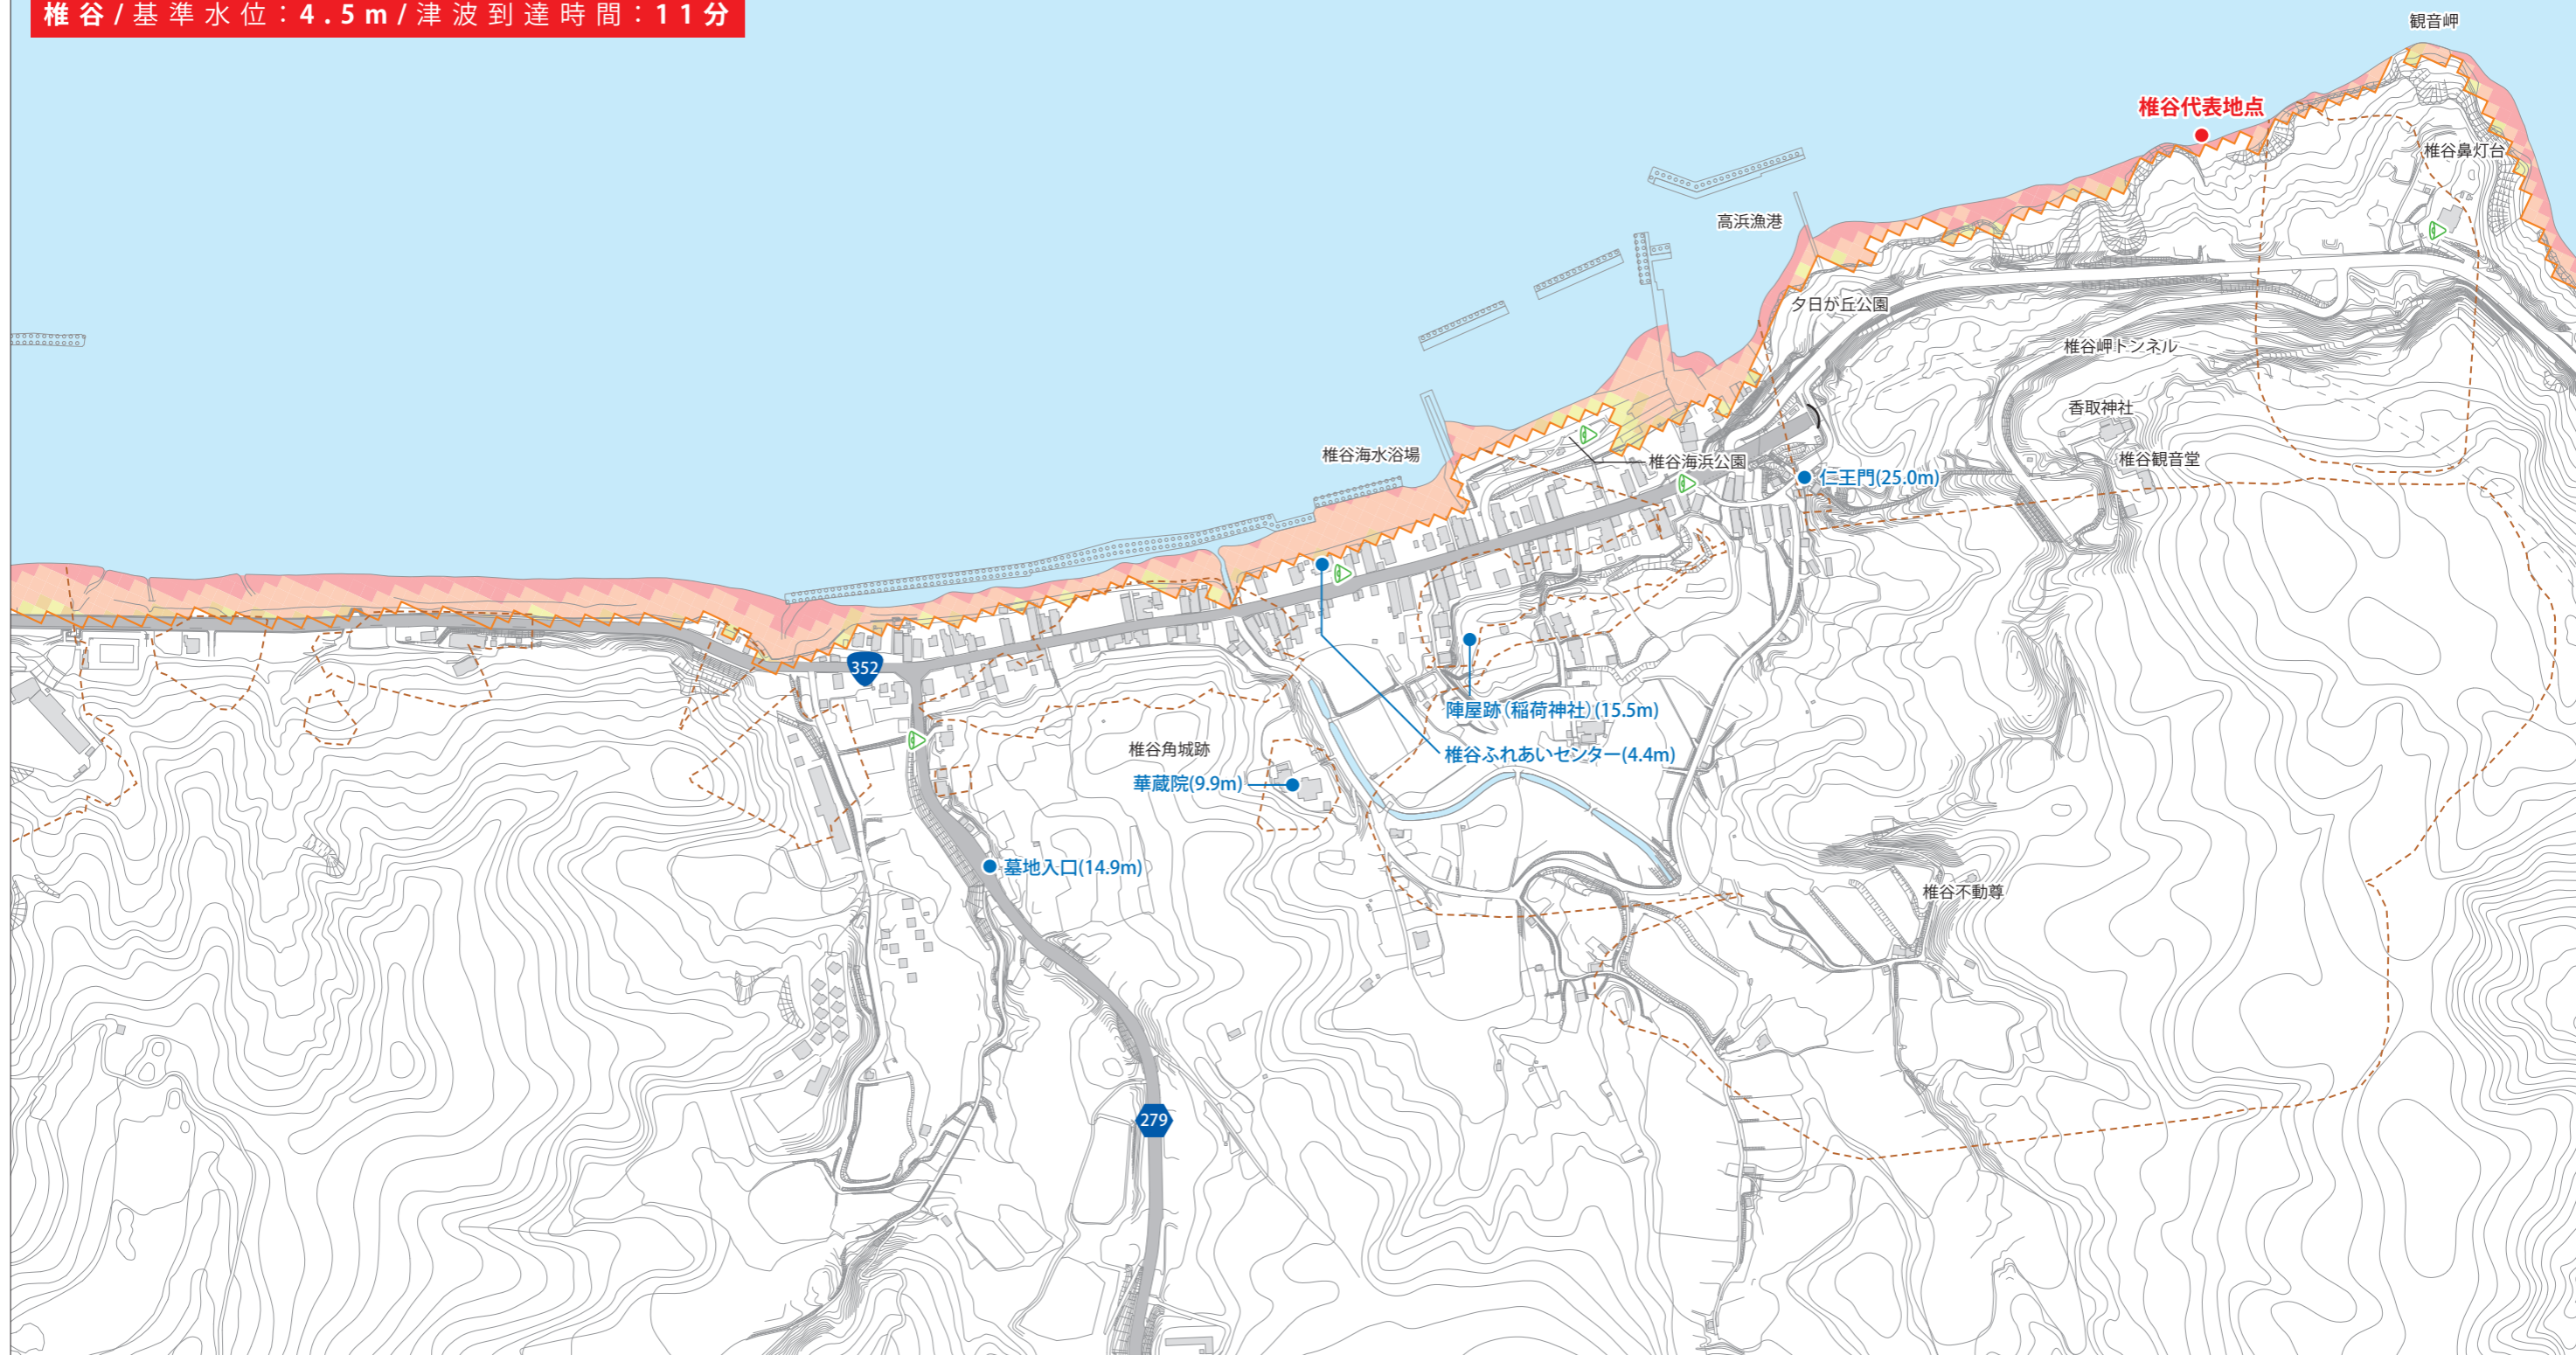 椎谷/基準水位：4.5m/津波到達時間：11分
観音岬
椎谷代表地点
椎谷鼻灯台
高浜漁港
夕日が丘公園
椎谷岬トンネル
香取神社
椎谷観音堂
椎谷海水浴場
椎谷海浜公園
仁王門(25.0m)
352
陣屋跡（稲荷神社）(15.5m)
椎谷角城跡
椎谷ふれあいセンター(4.4m)
華蔵院(9.9m)
墓地入口(14.9m)
椎谷不動尊
279